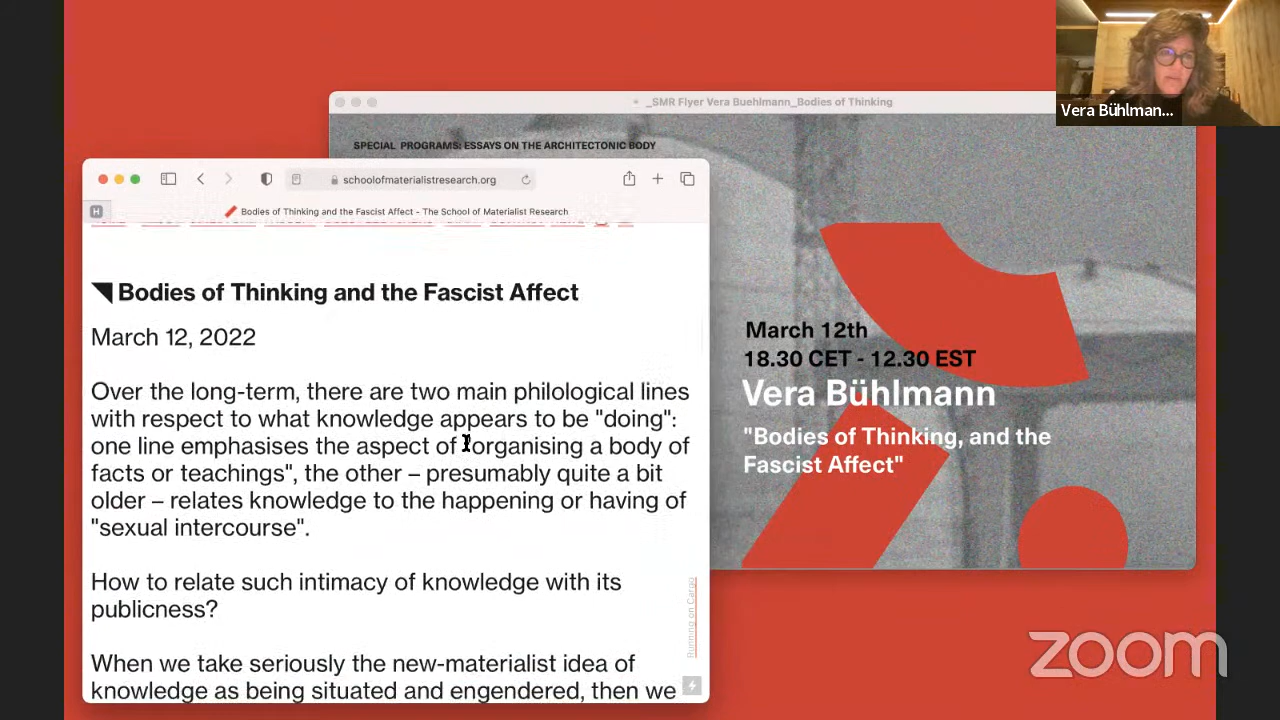 Vera Bühlman...
_SMR Flyer Vera Buehlmann_Bodies of Thinking
SPECIAL PROGRAMS: ESSAYS ON THE ARCHITECTONIC BODY
schoolofmaterialistresearch.org
H
Bodies of Thinking and the Fascist Affect - The School of Materialist Research
Bodies of Thinking and the Fascist Affect
March 12, 2022
Over the long-term, there are two main philological lines
with respect to what knowledge appears to be "doing":
one line emphasises the aspect of "organising a body of
facts or teachings", the other – presumably quite a bit
older – relates knowledge to the happening or having of
"sexual intercourse".
How to relate such intimacy of knowledge with its
publicness?
When we take seriously the new-materialist idea of
knowledge as being situated and engendered, then we
Running on Cargo
March 12th
18.30 CET - 12.30 EST
Vera Bühlmann
"Bodies of Thinking, and the
Fascist Affect"
zoom